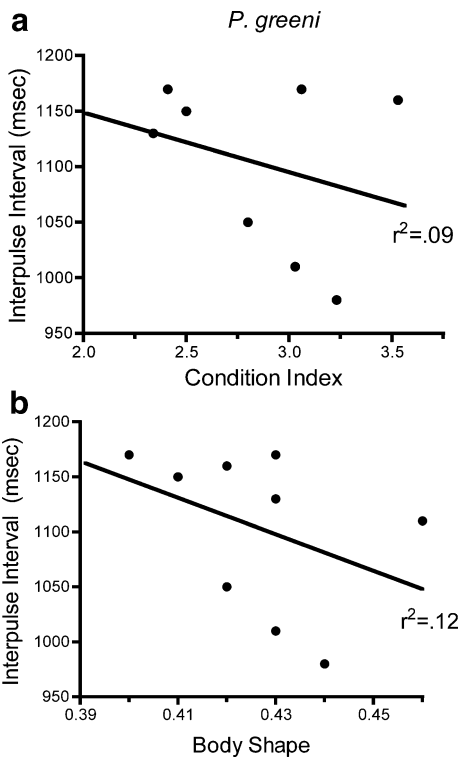 a
P. greeni
Interpulse Interval (msec)
1200
1150
1100
1050
1000
950
2.0 2.5 3.0 3.5
r2=.09
Condition Index
b
Interpulse Interval (msec)
1200
1150
1100
1050
1000
950
0.39 0.41 0.43 0.45
r2=.12
Body Shape